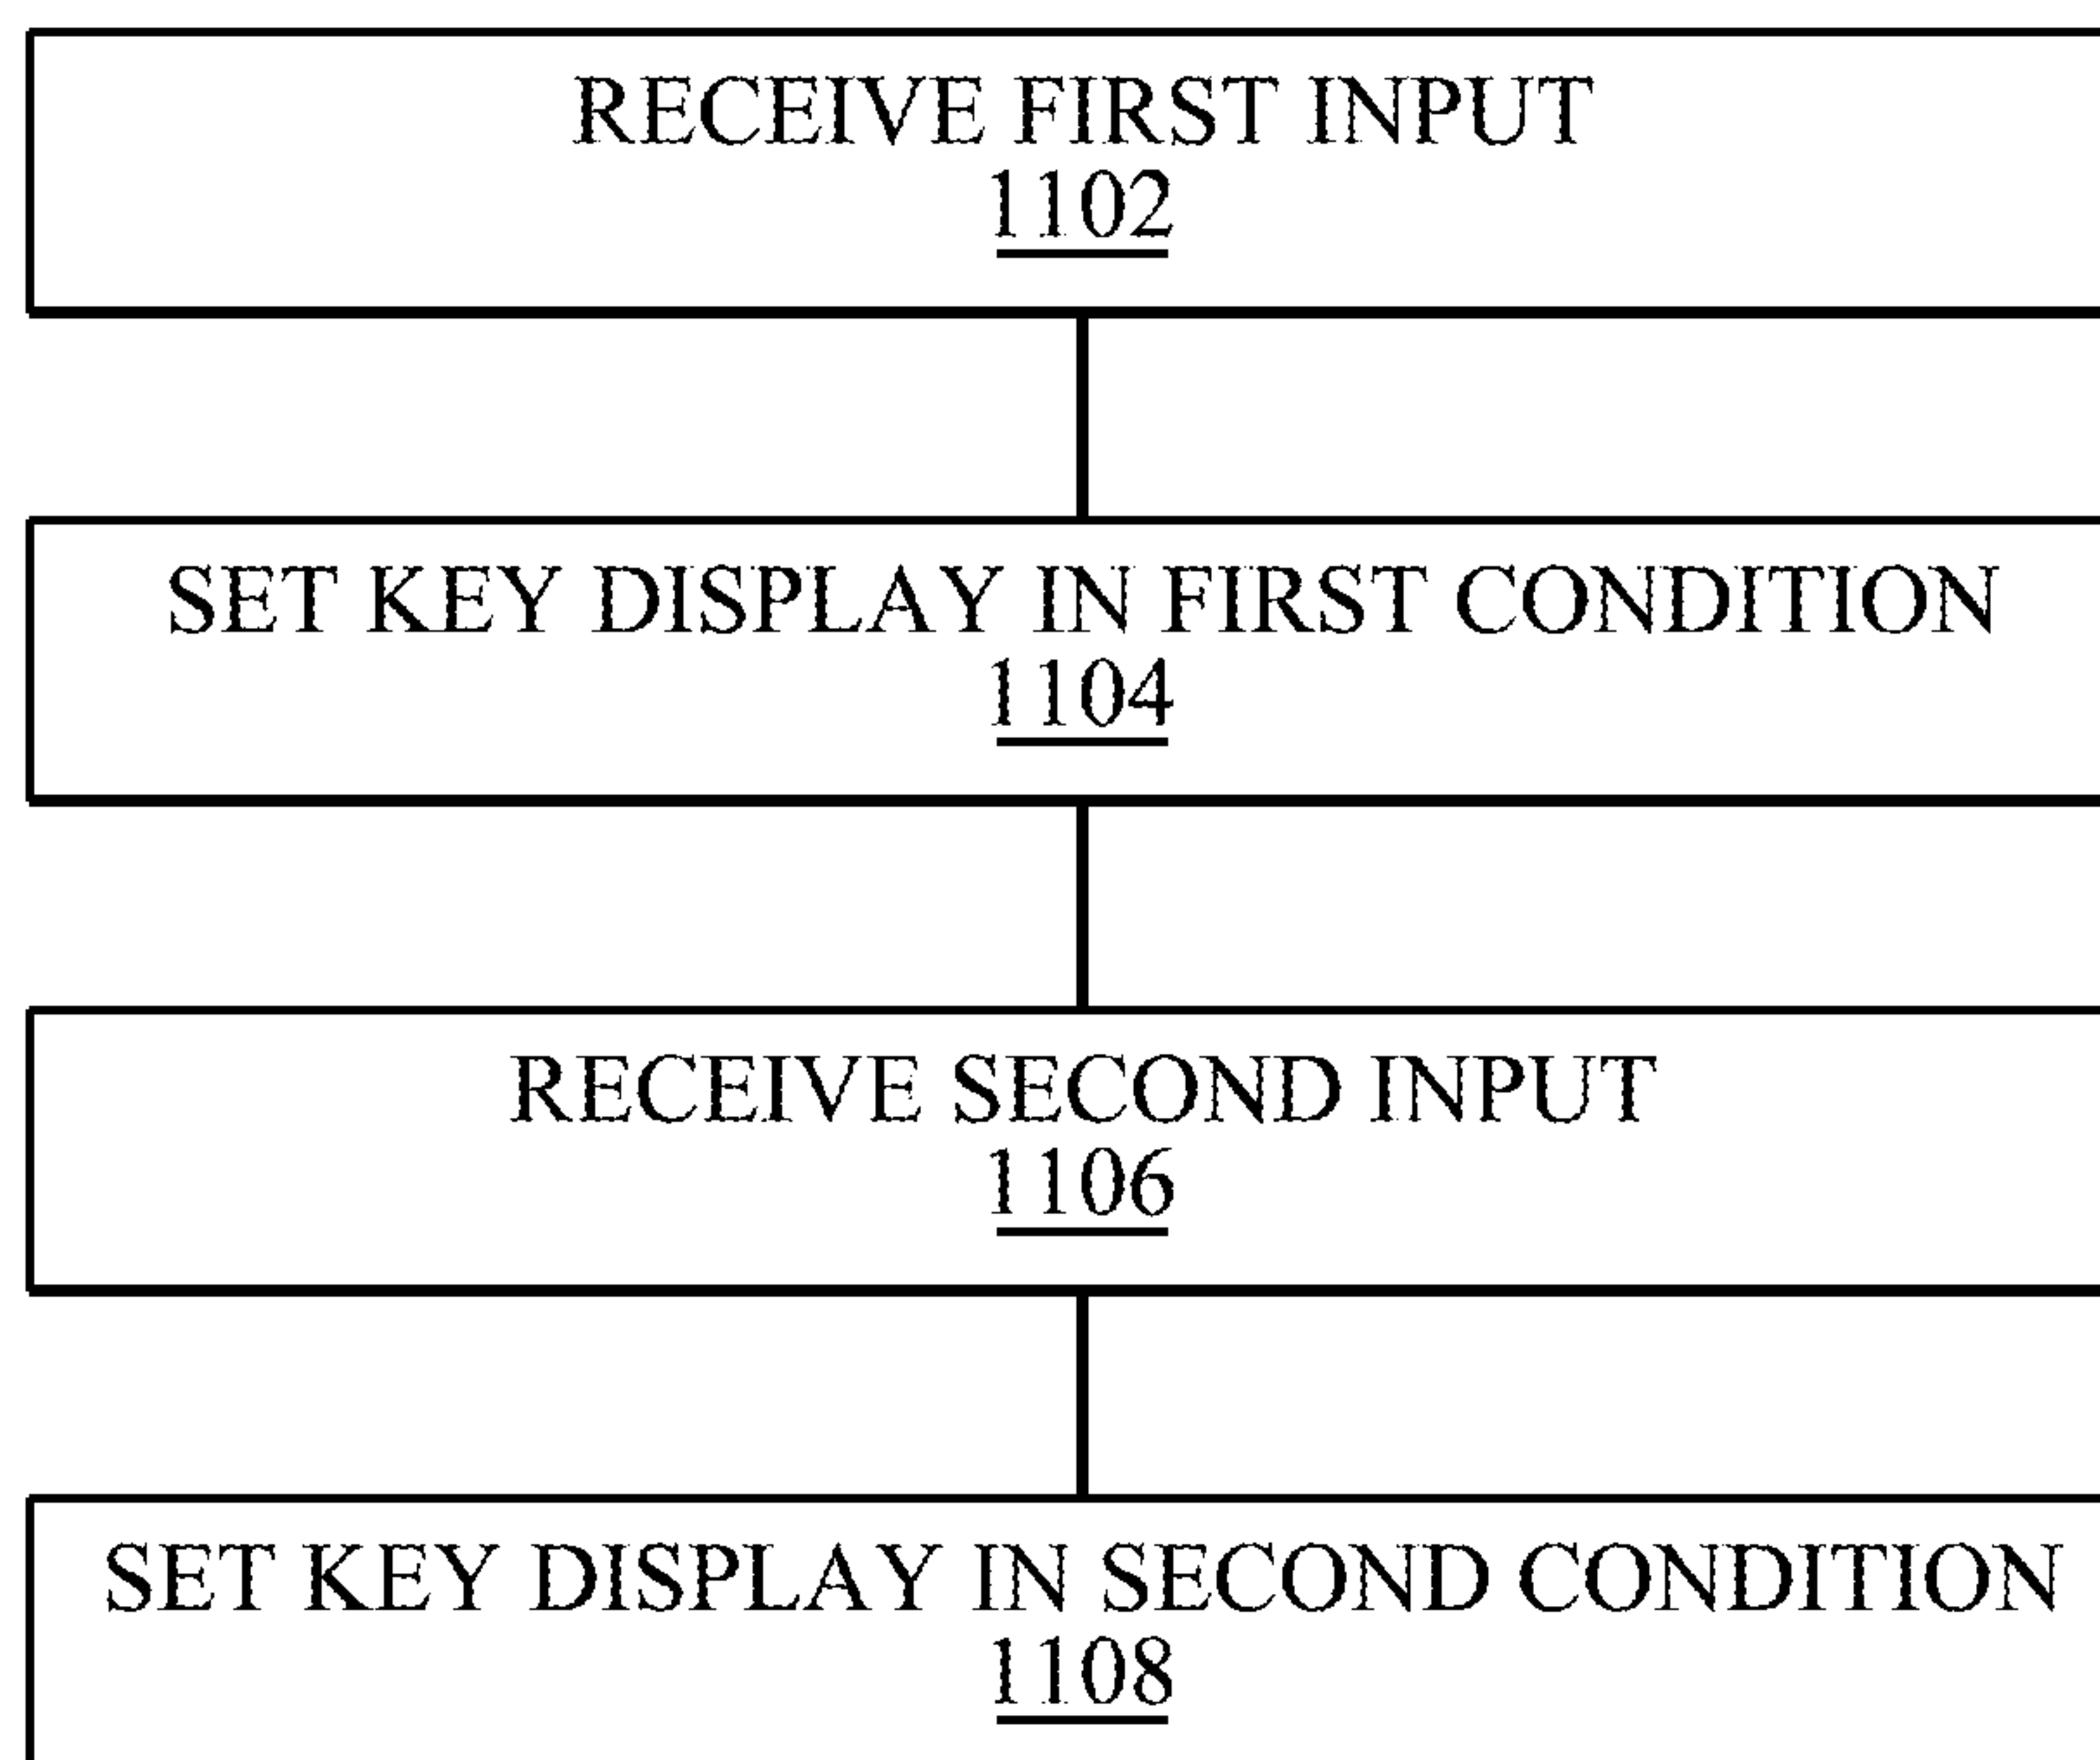 RECEIVE FIRST INPUT
1102
SET KEY DISPLAY IN FIRST CONDITION
1104
RECEIVE SECOND INPUT
1106
SET KEY DISPLAY IN SECOND CONDITION
1108